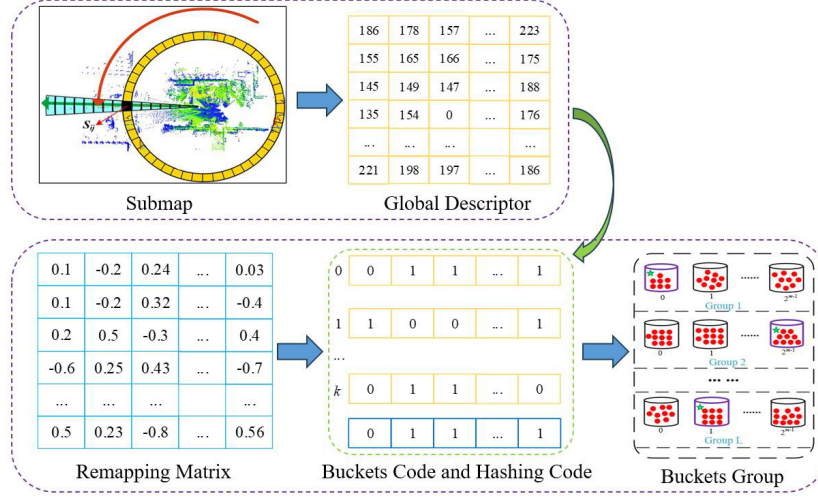 186 178 157 ... 223
155 165 166 ... 175
145 149 147 ... 188
135 154 0 ... 176
... ... ... ...
221 198 197 ... 186
Sij
Submap
Global Descriptor
0.1 -0.2 0.24 ... 0.03
0.1 -0.2 0.32 ... -0.4
0.2 0.5 -0.3 ... 0.4
-0.6 0.25 0.43 ... -0.7
... ... ... ...
0.5 0.23 -0.8 ... 0.56
Remapping Matrix
0 0 1 1 ... 1
1 1 0 0 ... 1
...
k 0 1 1 ... 0
0 1 1 ... 1
Buckets Code and Hashing Code
......
0 1 2^m-1
Group 1
......
0 1 2^m-1
Group 2
... ...
......
0 1 2^m-1
Group L
Buckets Group